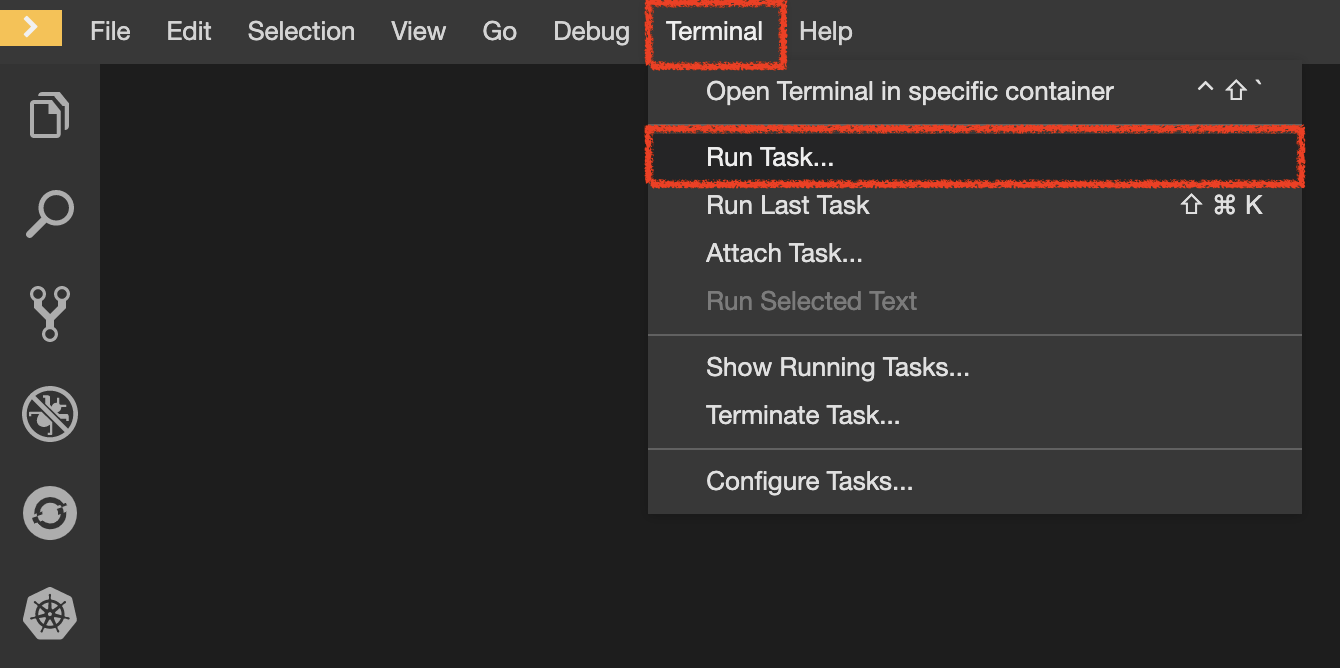 File Edit Selection View Go Debug Terminal Help
Open Terminal in specific container ^ ⇧ `
Run Task...
Run Last Task ⇧ ⌘ K
Attach Task...
Run Selected Text
Show Running Tasks...
Terminate Task...
Configure Tasks...